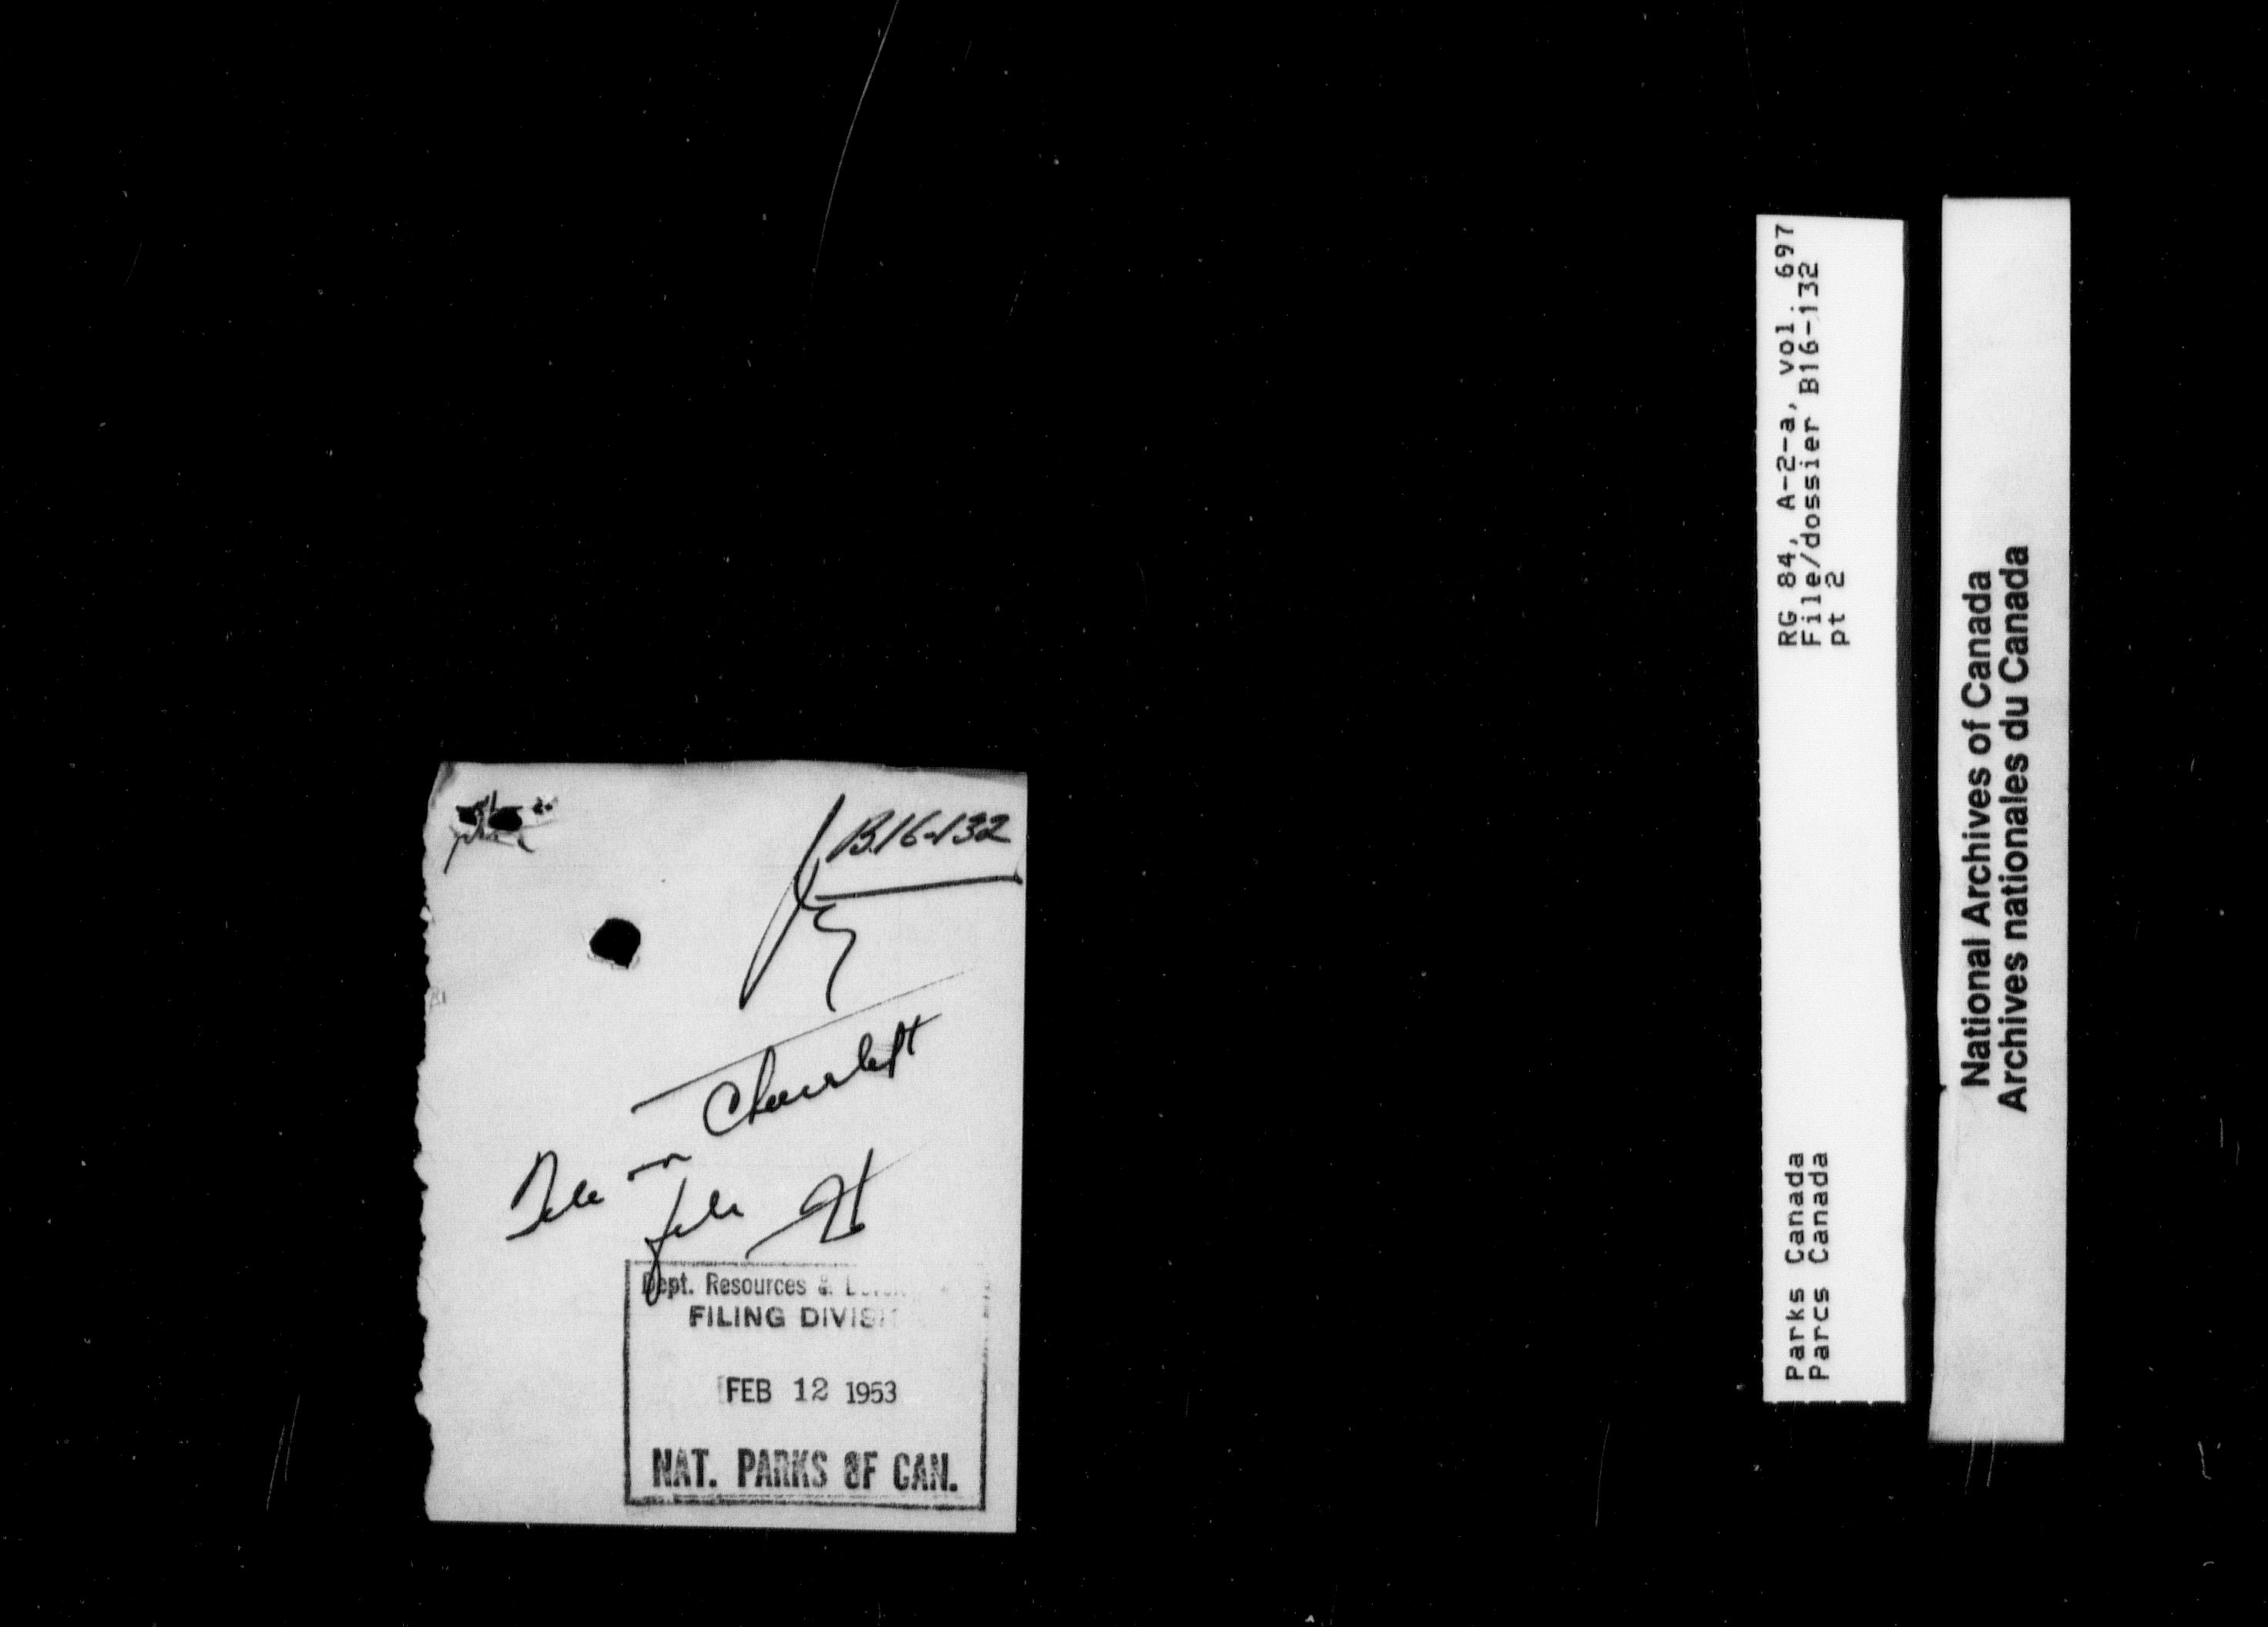 B16-132
file
Dept. Resources &
FILING DIVIS
FEB 12 1953
NAT. PARKS OF CAN.
RG 84, A-2-a, vol. 697
File/dossier B16-132
pt 2
Parks Canada
Parcs Canada
National Archives of Canada
Archives nationales du Canada